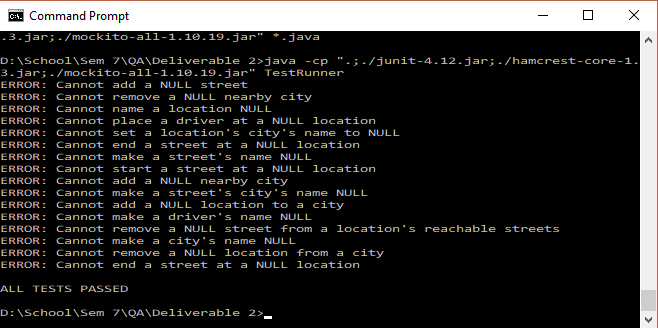 Command Prompt
.3.jar;./mockito-all-1.10.19.jar" *.java
D:\School\Sem 7\QA\Deliverable 2>java -cp ".;./junit-4.12.jar;./hamcrest-core-1.
3.jar;./mockito-all-1.10.19.jar" TestRunner
ERROR: Cannot add a NULL street
ERROR: Cannot remove a NULL nearby city
ERROR: Cannot name a location NULL
ERROR: Cannot place a driver at a NULL location
ERROR: Cannot set a location's city's name to NULL
ERROR: Cannot end a street at a NULL location
ERROR: Cannot make a street's name NULL
ERROR: Cannot start a street at a NULL location
ERROR: Cannot add a NULL nearby city
ERROR: Cannot make a street's city's name NULL
ERROR: Cannot add a NULL location to a city
ERROR: Cannot make a driver's name NULL
ERROR: Cannot remove a NULL street from a location's reachable streets
ERROR: Cannot make a city's name NULL
ERROR: Cannot remove a NULL location from a city
ERROR: Cannot end a street at a NULL location
ALL TESTS PASSED
D:\School\Sem 7\QA\Deliverable 2>